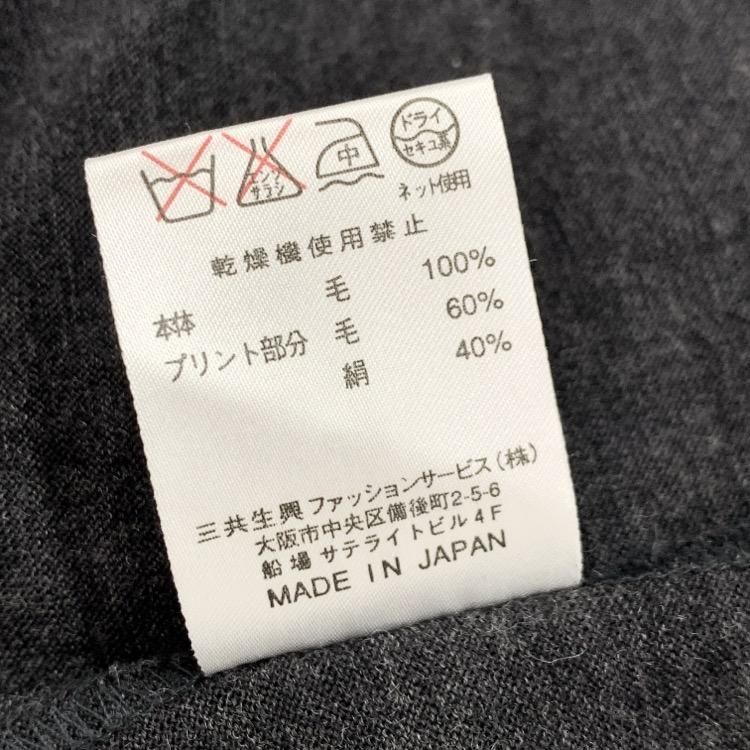 エンソ サラシ 中 ドライ セキユ系
ネット使用
乾燥機使用禁止
本体 毛 100%
プリント部分 毛 60%
絹 40%
三共生興ファッションサービス(株)
大阪市中央区備後町2-5-6
船場サテライトビル4F
MADE IN JAPAN